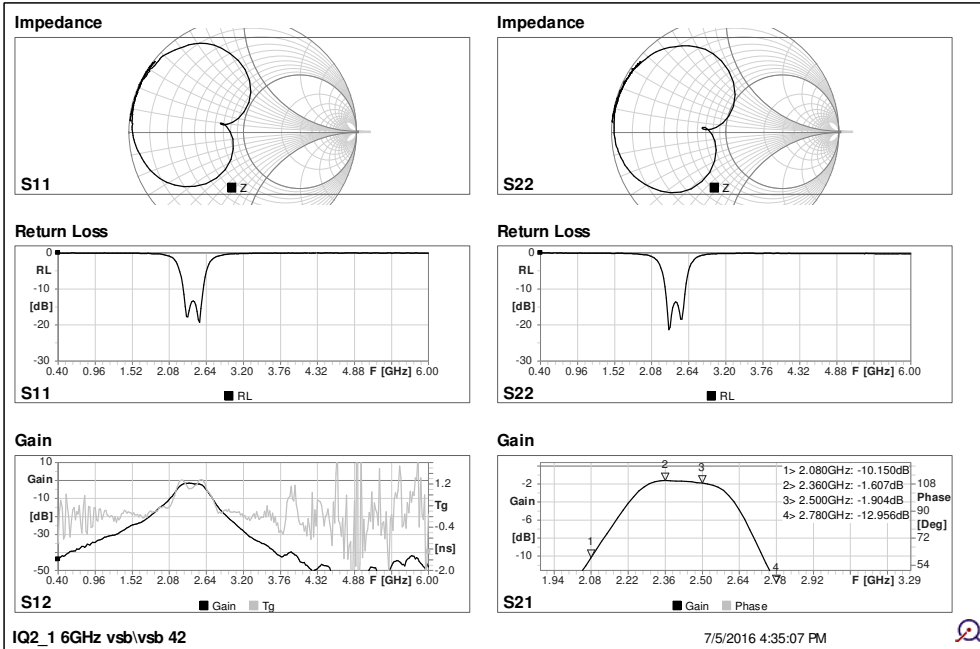 Impedance
S11
Z
Impedance
S22
Z
Return Loss
0
RL
-10
[dB]
-20
-30
0.40 0.96 1.52 2.08 2.64 3.20 3.76 4.32 4.88 F [GHz] 6.00
S11
RL
Return Loss
0
RL
-10
[dB]
-20
-30
0.40 0.96 1.52 2.08 2.64 3.20 3.76 4.32 4.88 F [GHz] 6.00
S22
RL
Gain
10
Gain
-10
[dB]
-30
-50
1.2
Tg
-0.4
[ns]
-2.0
0.40 0.96 1.52 2.08 2.64 3.20 3.76 4.32 4.88 F [GHz] 6.00
S12
Gain Tg
Gain
-2
Gain
-6
[dB]
-10
1
2
3
4
1> 2.080GHz: -10.150dB
2> 2.360GHz: -1.607dB
3> 2.500GHz: -1.904dB
4> 2.780GHz: -12.956dB
108
Phase
90
[Deg]
72
54
1.94 2.08 2.22 2.36 2.50 2.64 2.78 2.92 F [GHz] 3.29
S21
Gain Phase
IQ2_1 6GHz vsb\vsb 42
7/5/2016 4:35:07 PM